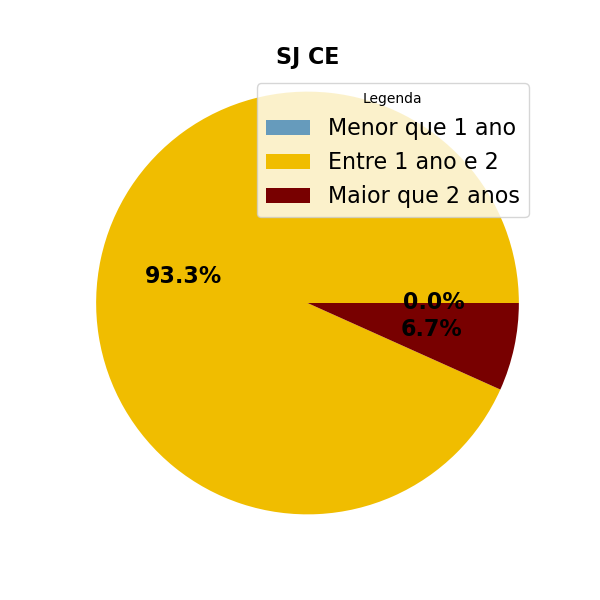 SJ CE
Legenda
Menor que 1 ano
Entre 1 ano e 2
Maior que 2 anos
93.3%
0.0%
6.7%